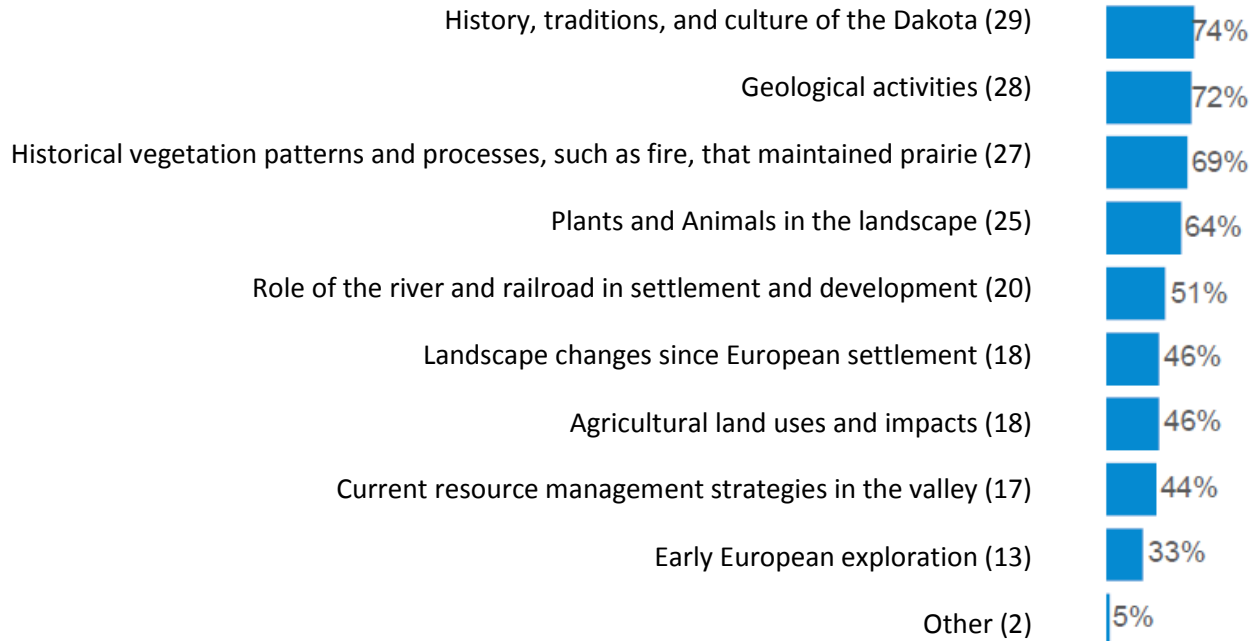 History, traditions, and culture of the Dakota (29) 74%
Geological activities (28) 72%
Historical vegetation patterns and processes, such as fire, that maintained prairie (27) 69%
Plants and Animals in the landscape (25) 64%
Role of the river and railroad in settlement and development (20) 51%
Landscape changes since European settlement (18) 46%
Agricultural land uses and impacts (18) 46%
Current resource management strategies in the valley (17) 44%
Early European exploration (13) 33%
Other (2) 5%